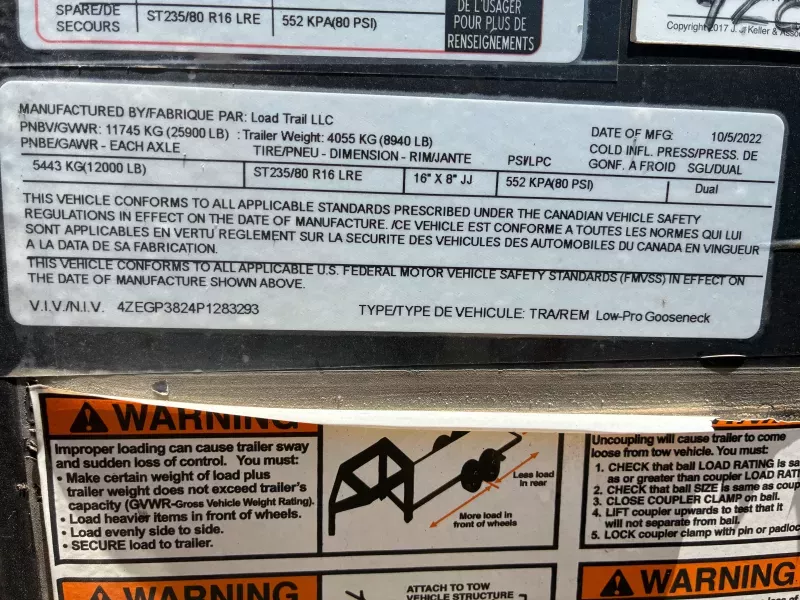 SPARE/DE
SECOURS
ST235/80 R16 LRE
552 KPA(80 PSI)
DE L'USAGER
POUR PLUS DE
RENSEIGNEMENTS
Copyright 2017 J. J. Keller &
MANUFACTURED BY/FABRIQUE PAR: Load Trail LLC
PNBV/GVWR: 11745 KG (25900 LB) : Trailer Weight: 4055 KG (8940 LB)
DATE OF MFG: 10/5/2022
PNBE/GAWR - EACH AXLE
TIRE/PNEU - DIMENSION - RIM/JANTE
PSI/LPC
COLD INFL. PRESS/PRESS. DE
GONF. A FROID SGL/DUAL
5443 KG(12000 LB)
ST235/80 R16 LRE
16" X 8" JJ
552 KPA(80 PSI)
Dual
THIS VEHICLE CONFORMS TO ALL APPLICABLE STANDARDS PRESCRIBED UNDER THE CANADIAN VEHICLE SAFETY
REGULATIONS IN EFFECT ON THE DATE OF MANUFACTURE. /CE VEHICLE EST CONFORME A TOUTES LES NORMES QUI LUI
SONT APPLICABLES EN VERTU REGLEMENT SUR LA SECURITE DES VEHICULES DES AUTOMOBILES DU CANADA EN VINGUEUR
A LA DATA DE SA FABRICATION.
THIS VEHICLE CONFORMS TO ALL APPLICABLE U.S. FEDERAL MOTOR VEHICLE SAFETY STANDARDS (FMVSS) IN EFFECT ON
THE DATE OF MANUFACTURE SHOWN ABOVE.
V.I.V./N.I.V. 4ZEGP3824P1283293
TYPE/TYPE DE VEHICULE: TRA/REM Low-Pro Gooseneck
WARNING
Improper loading can cause trailer sway
and sudden loss of control. You must:
• Make certain weight of load plus
trailer weight does not exceed trailer's
capacity (GVWR-Gross Vehicle Weight Rating).
• Load heavier items in front of wheels.
• Load evenly side to side.
• SECURE load to trailer.
Less load
in rear
More load in
front of wheels
Uncoupling will cause trailer to come
loose from tow vehicle. You must:
1. CHECK that ball LOAD RATING is
as or greater than coupler LOAD
2. CHECK that ball SIZE is same as
3. CLOSE COUPLER CLAMP on ball.
4. LIFT coupler upwards to test that it
will not separate from ball.
5. LOCK coupler clamp with pin or
WARNING
ATTACH TO TOW
VEHICLE STRUCTURE
WARNING